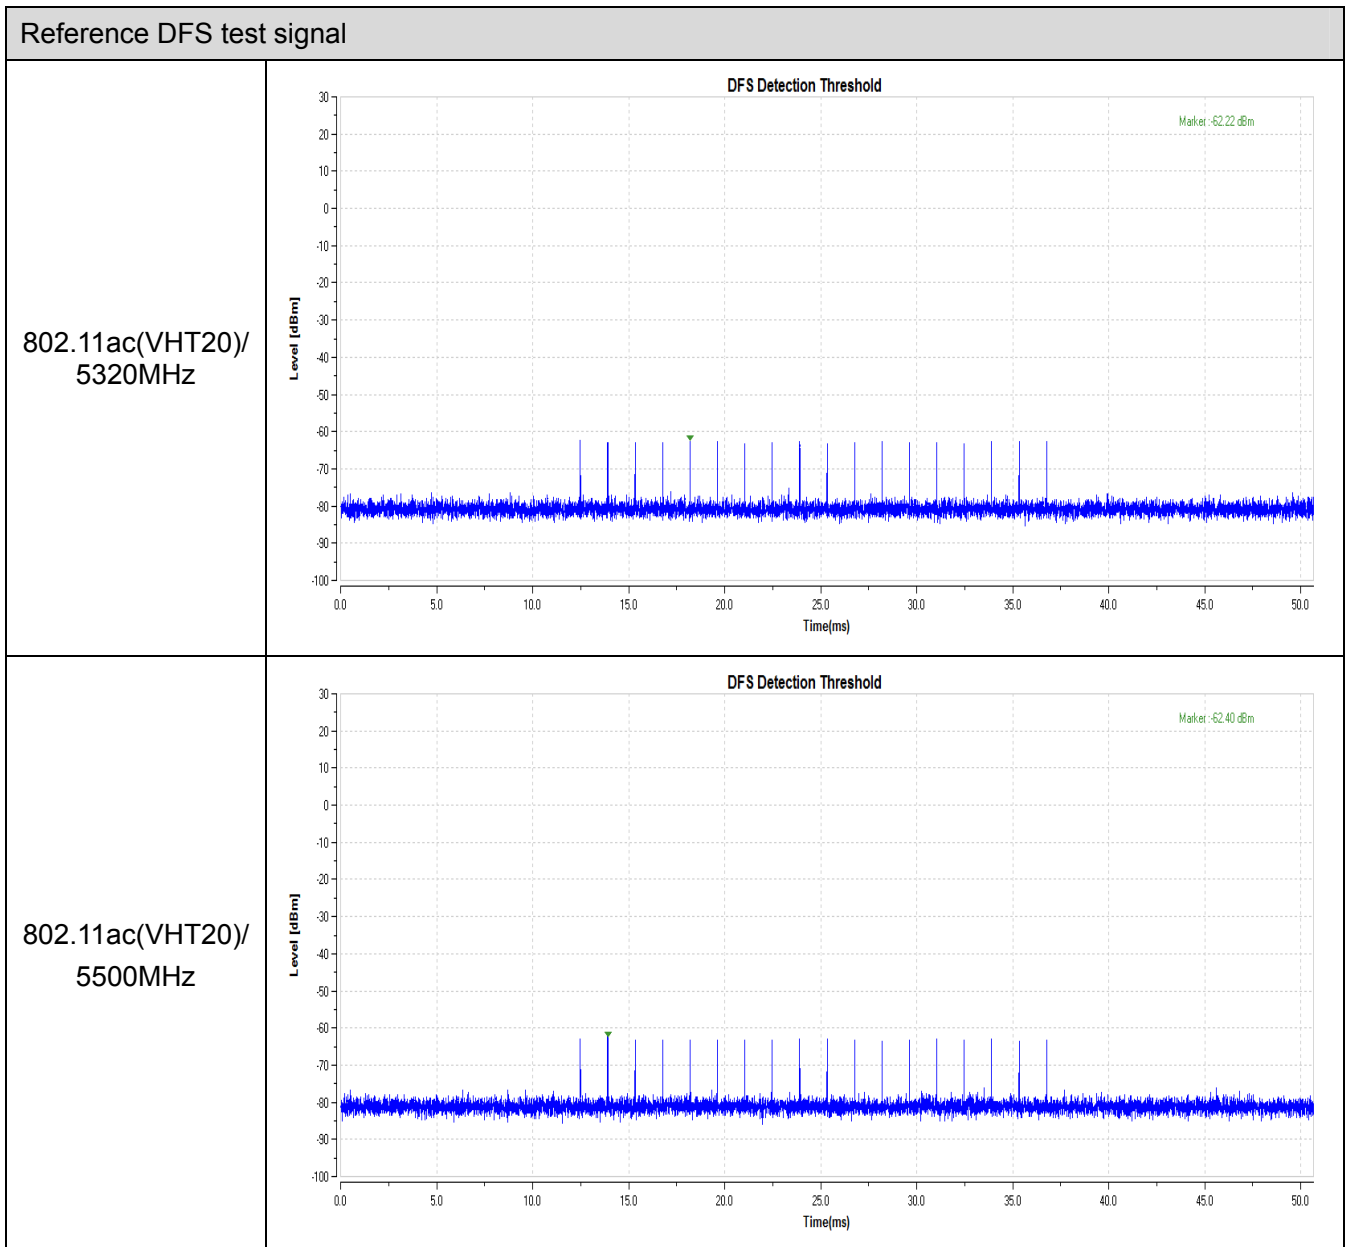 Reference DFS test signal
802.11ac(VHT20)/
5320MHz
DFS Detection Threshold
Marker :-62.22 dBm
30
20
10
0
-10
-20
-30
-40
-50
-60
-70
-80
-90
-100
Level [dBm]
0.0 5.0 10.0 15.0 20.0 25.0 30.0 35.0 40.0 45.0 50.0
Time(ms)
802.11ac(VHT20)/
5500MHz
DFS Detection Threshold
Marker :-62.40 dBm
30
20
10
0
-10
-20
-30
-40
-50
-60
-70
-80
-90
-100
Level [dBm]
0.0 5.0 10.0 15.0 20.0 25.0 30.0 35.0 40.0 45.0 50.0
Time(ms)